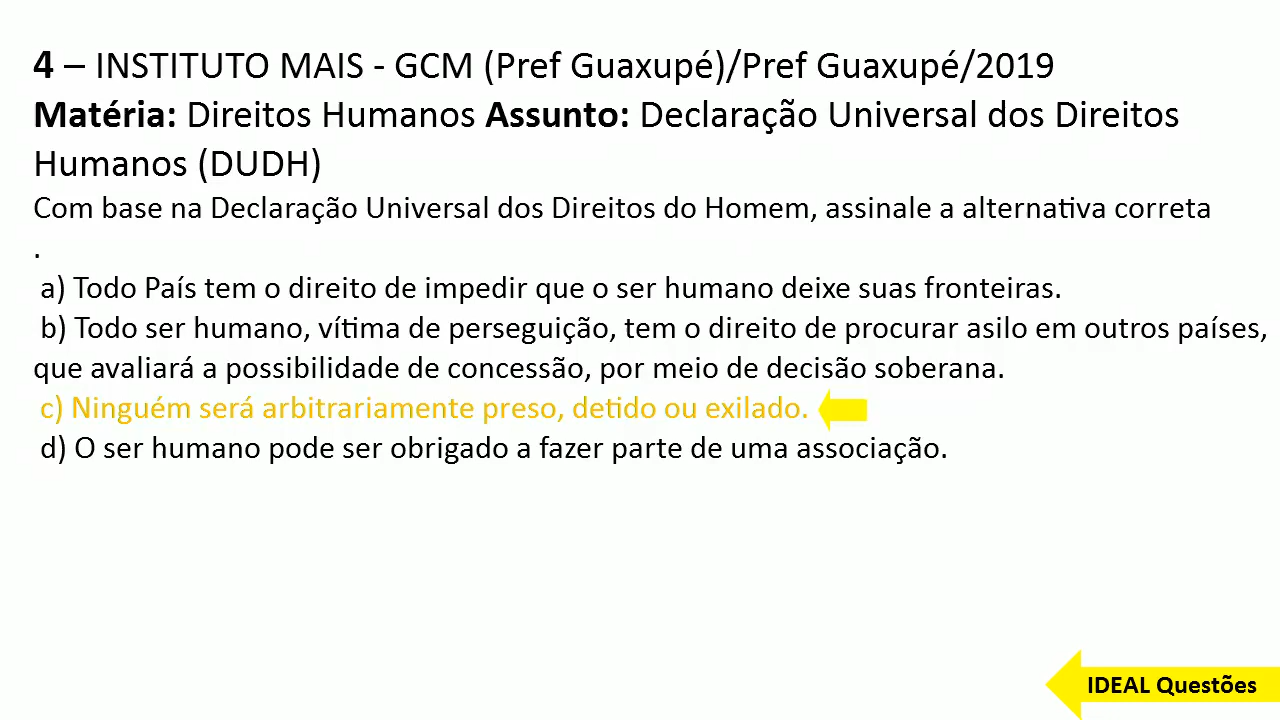 4 – INSTITUTO MAIS - GCM (Pref Guaxupé)/Pref Guaxupé/2019
Matéria: Direitos Humanos Assunto: Declaração Universal dos Direitos
Humanos (DUDH)
Com base na Declaração Universal dos Direitos do Homem, assinale a alternativa correta
.
a) Todo País tem o direito de impedir que o ser humano deixe suas fronteiras.
b) Todo ser humano, vítima de perseguição, tem o direito de procurar asilo em outros países,
que avaliará a possibilidade de concessão, por meio de decisão soberana.
c) Ninguém será arbitrariamente preso, detido ou exilado.
d) O ser humano pode ser obrigado a fazer parte de uma associação.
IDEAL Questões